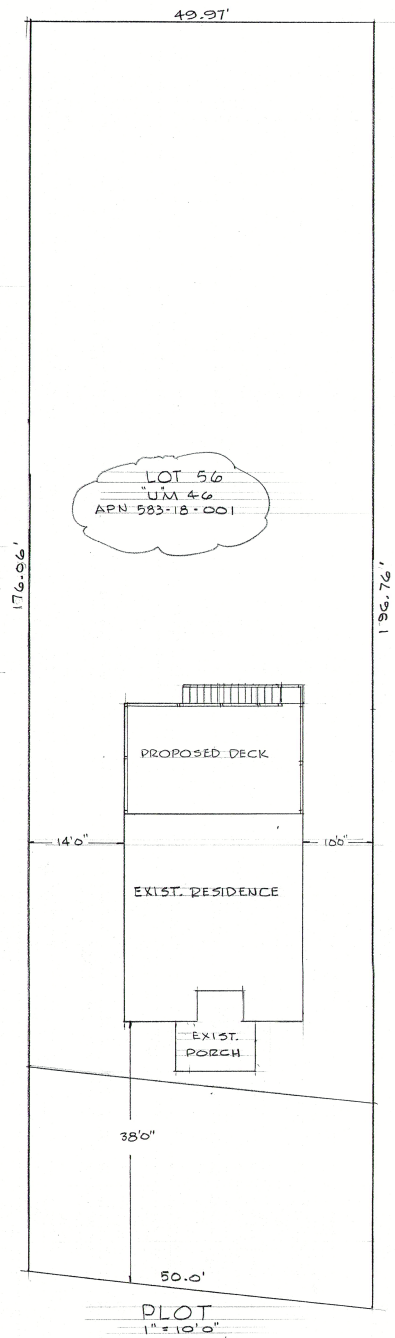 49.97'
LOT 56
"U"M 46
APN 583-18-001
176.06'
196.76'
PROPOSED DECK
14'0"
10'0"
EXIST. RESIDENCE
EXIST.
PORCH
38'0"
50.0'
PLOT
1" = 10'0"